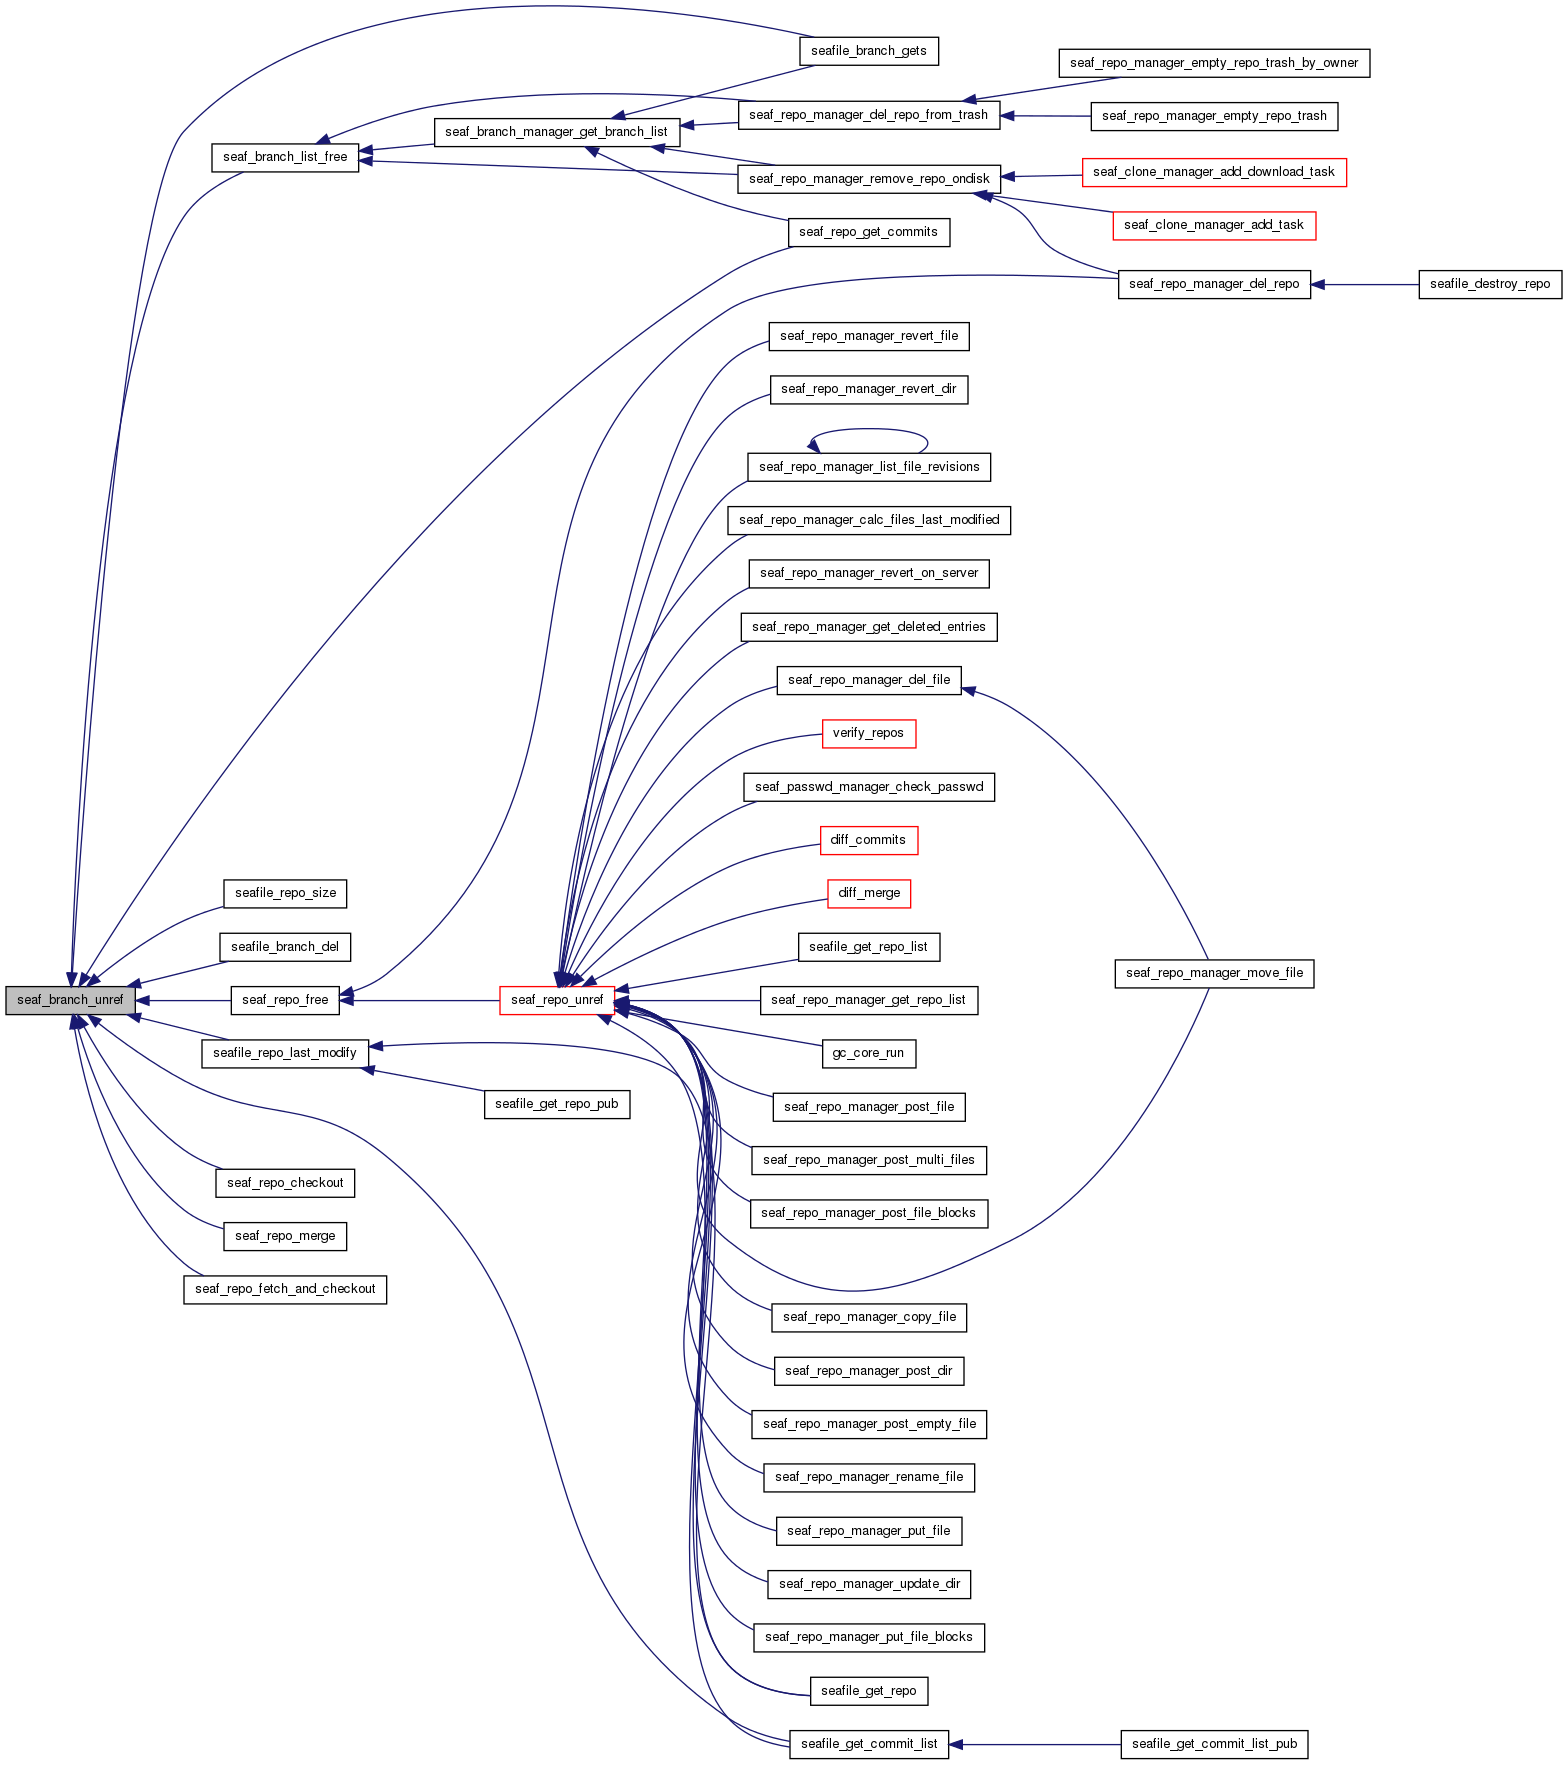 seafile_branch_gets
seaf_repo_manager_empty_repo_trash_by_owner
seaf_repo_manager_del_repo_from_trash
seaf_repo_manager_empty_repo_trash
seaf_branch_manager_get_branch_list
seaf_branch_list_free
seaf_repo_manager_remove_repo_ondisk
seaf_clone_manager_add_download_task
seaf_clone_manager_add_task
seaf_repo_get_commits
seaf_repo_manager_del_repo
seafile_destroy_repo
seaf_repo_manager_revert_file
seaf_repo_manager_revert_dir
seaf_repo_manager_list_file_revisions
seaf_repo_manager_calc_files_last_modified
seaf_repo_manager_revert_on_server
seaf_repo_manager_get_deleted_entries
seaf_repo_manager_del_file
verify_repos
seaf_passwd_manager_check_passwd
diff_commits
seafile_repo_size
diff_merge
seafile_branch_del
seafile_get_repo_list
seaf_repo_manager_move_file
seaf_branch_unref
seaf_repo_free
seaf_repo_unref
seaf_repo_manager_get_repo_list
seafile_repo_last_modify
gc_core_run
seafile_get_repo_pub
seaf_repo_manager_post_file
seaf_repo_manager_post_multi_files
seaf_repo_checkout
seaf_repo_manager_post_file_blocks
seaf_repo_merge
seaf_repo_fetch_and_checkout
seaf_repo_manager_copy_file
seaf_repo_manager_post_dir
seaf_repo_manager_post_empty_file
seaf_repo_manager_rename_file
seaf_repo_manager_put_file
seaf_repo_manager_update_dir
seaf_repo_manager_put_file_blocks
seafile_get_repo
seafile_get_commit_list
seafile_get_commit_list_pub